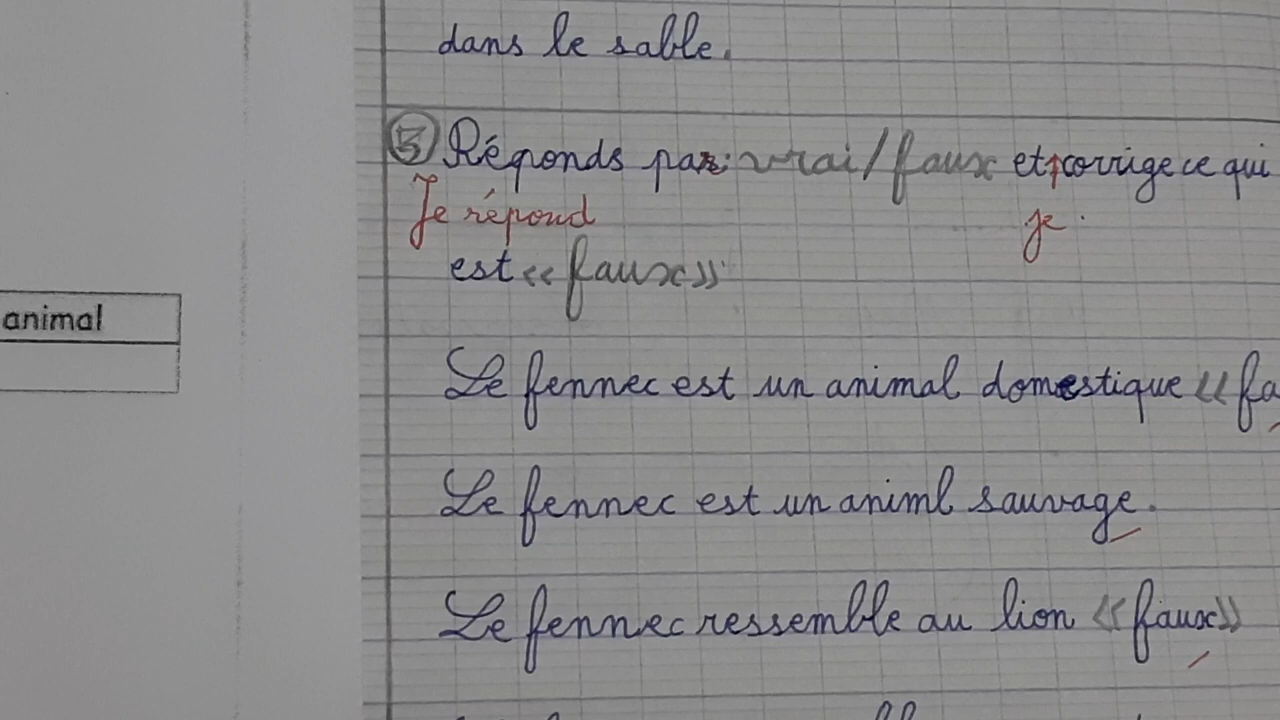 dans le sable.
5 Réponds par: vrai/faux et corrige ce qui
Je répond je
est «faux»
animal
Le fennec est un animal domestique «fa
Le fennec est un animl sauvage.
Le fennec ressemble au lion «faux»